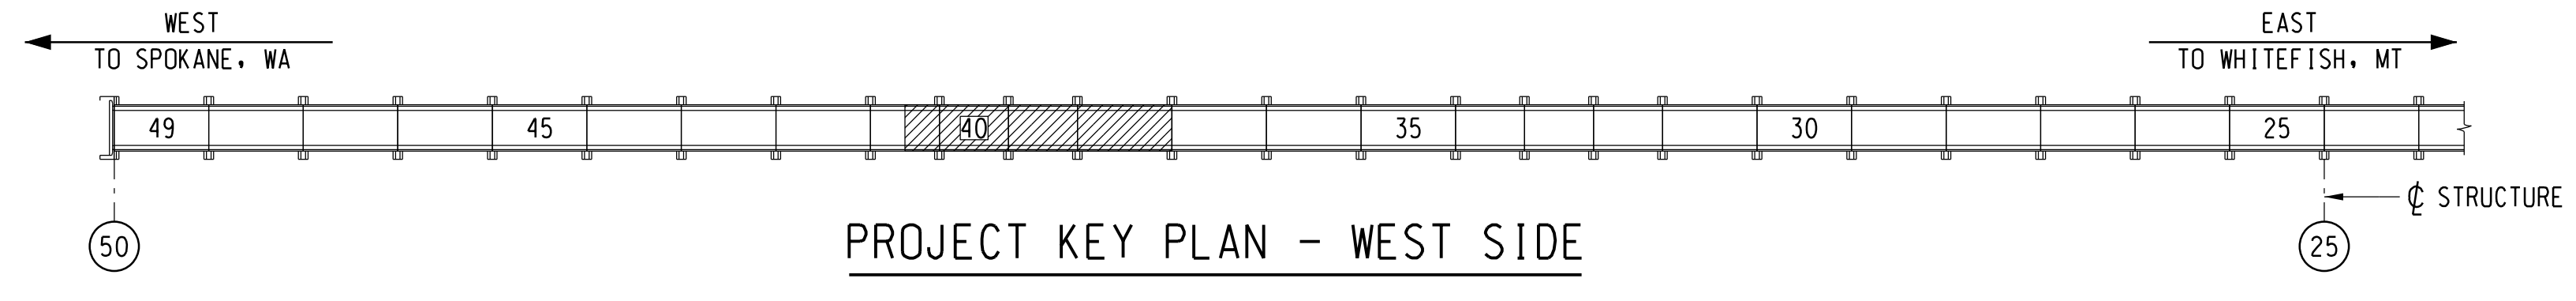 WEST
TO SPOKANE, WA
EAST
TO WHITEFISH, MT
49 45 40 35 30 25
℄ STRUCTURE
50 25
PROJECT KEY PLAN - WEST SIDE